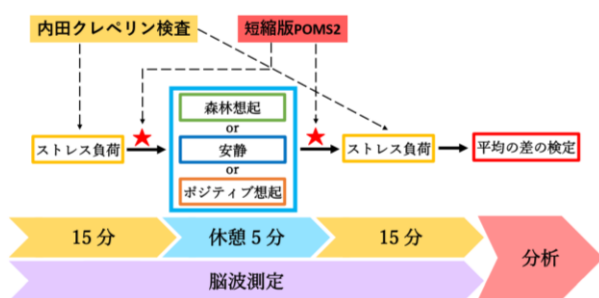 内田クレペリン検査
短縮版POMS2
森林想起
or
ストレス負荷
安静
ストレス負荷
平均の差の検定
or
ポジティブ想起
15分
休憩5分
15分
分析
脳波測定